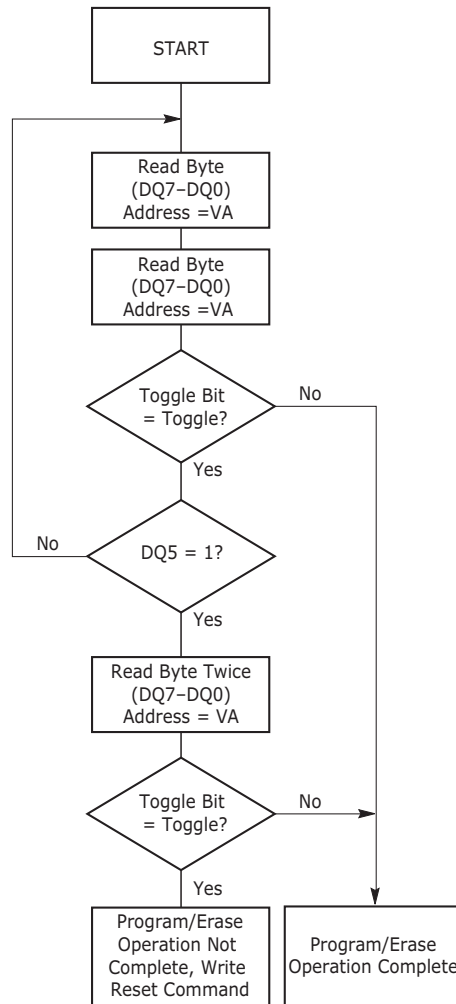 START
Read Byte
(DQ7–DQ0)
Address =VA
Read Byte
(DQ7–DQ0)
Address =VA
Toggle Bit
= Toggle?
No
Yes
No
DQ5 = 1?
Yes
Read Byte Twice
(DQ7–DQ0)
Address = VA
Toggle Bit
= Toggle?
No
Yes
Program/Erase
Operation Not
Complete, Write
Reset Command
Program/Erase
Operation Complete